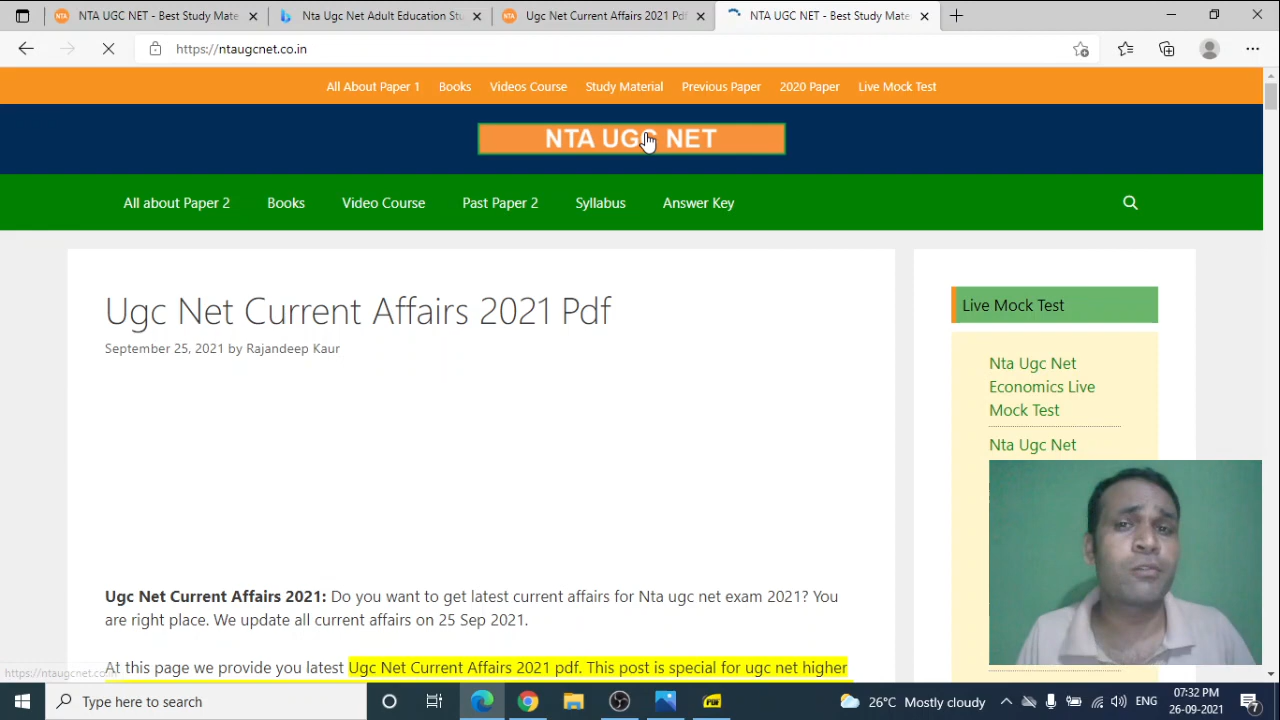 NTA UGC NET - Best Study Mate
Nta Ugc Net Adult Education Stu
Ugc Net Current Affairs 2021 Pdf
NTA UGC NET - Best Study Mate
https://ntaugcnet.co.in
All About Paper 1 Books Videos Course Study Material Previous Paper 2020 Paper Live Mock Test
NTA UGC NET
All about Paper 2 Books Video Course Past Paper 2 Syllabus Answer Key
Ugc Net Current Affairs 2021 Pdf
September 25, 2021 by Rajandeep Kaur
Ugc Net Current Affairs 2021: Do you want to get latest current affairs for Nta ugc net exam 2021? You
are right place. We update all current affairs on 25 Sep 2021.
At this page we provide you latest Ugc Net Current Affairs 2021 pdf. This post is special for ugc net higher
Live Mock Test
Nta Ugc Net
Economics Live
Mock Test
Nta Ugc Net
https://ntaugcnet.co.in
Type here to search
26°C Mostly cloudy
ENG
07:32 PM
26-09-2021
7